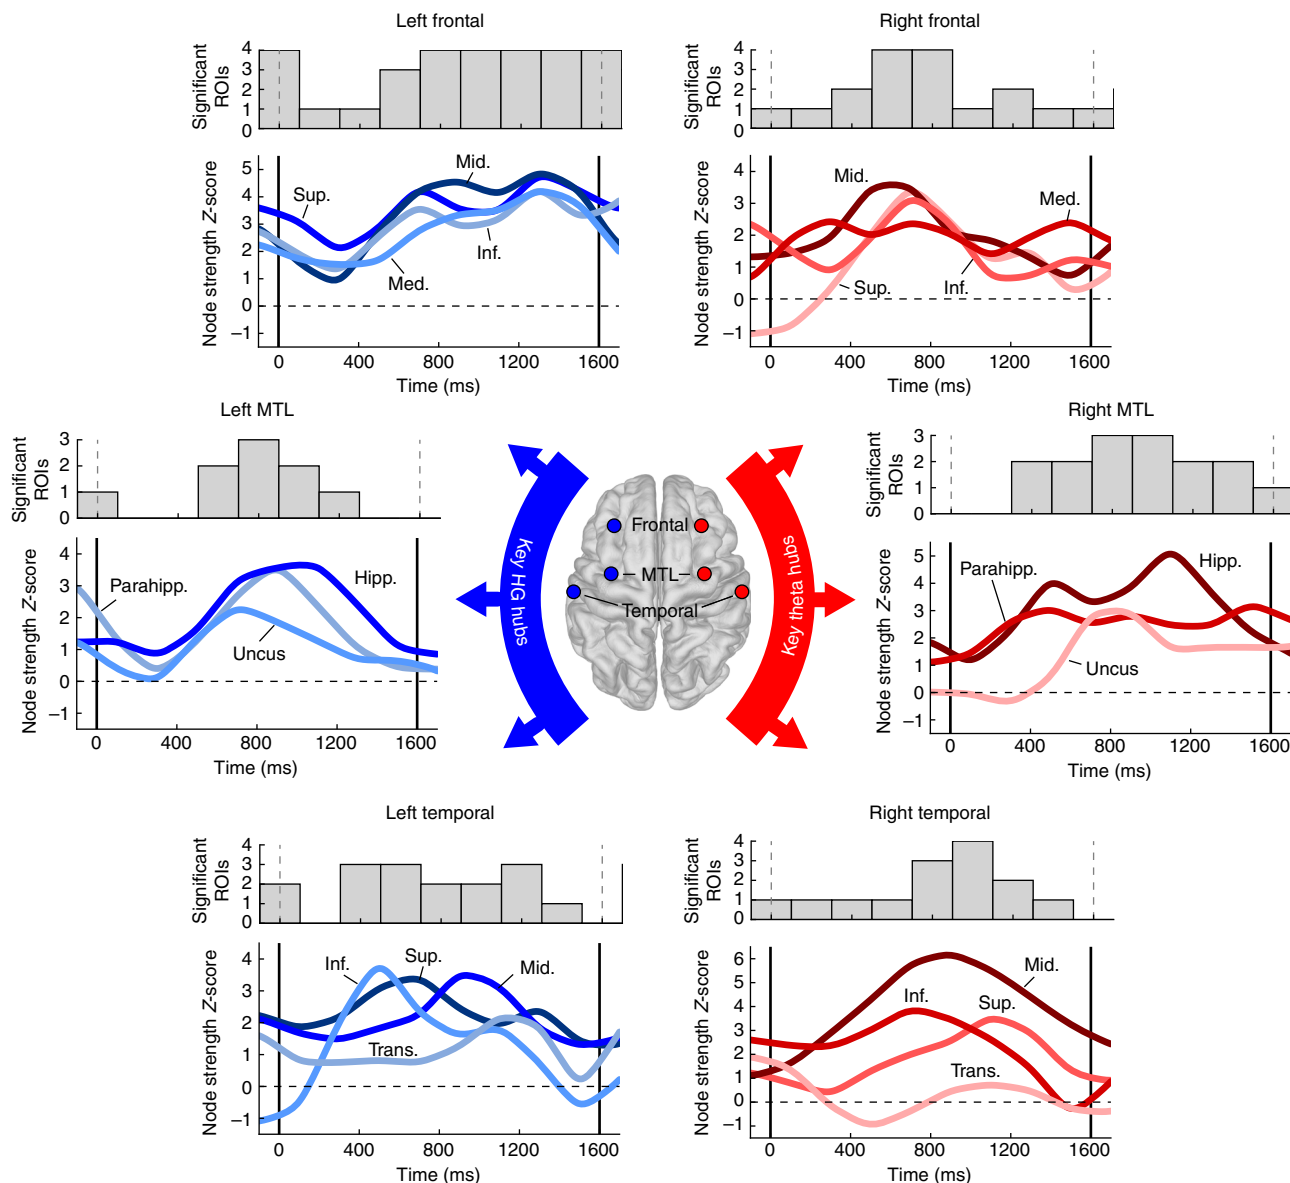 Left frontal
Significant
ROIs
4
3
2
1
0
Node strength Z-score
5
4
3
2
1
0
–1
Sup.
Mid.
Inf.
Med.
0
400
800
1200
1600
Time (ms)
Right frontal
Significant
ROIs
4
3
2
1
0
Node strength Z-score
4
3
2
1
0
–1
Mid.
Med.
Sup.
Inf.
0
400
800
1200
1600
Time (ms)
Left MTL
Significant
ROIs
3
2
1
0
Node strength Z-score
4
3
2
1
0
–1
Parahipp.
Hipp.
Uncus
0
400
800
1200
1600
Time (ms)
Key HG hubs
Frontal
MTL
Temporal
Key theta hubs
Right MTL
Significant
ROIs
3
2
1
0
Node strength Z-score
5
4
3
2
1
0
–1
Parahipp.
Hipp.
Uncus
0
400
800
1200
1600
Time (ms)
Left temporal
Significant
ROIs
4
3
2
1
0
Node strength Z-score
4
3
2
1
0
–1
Inf.
Sup.
Mid.
Trans.
0
400
800
1200
1600
Time (ms)
Right temporal
Significant
ROIs
4
3
2
1
0
Node strength Z-score
6
5
4
3
2
1
0
–1
Mid.
Inf.
Sup.
Trans.
0
400
800
1200
1600
Time (ms)